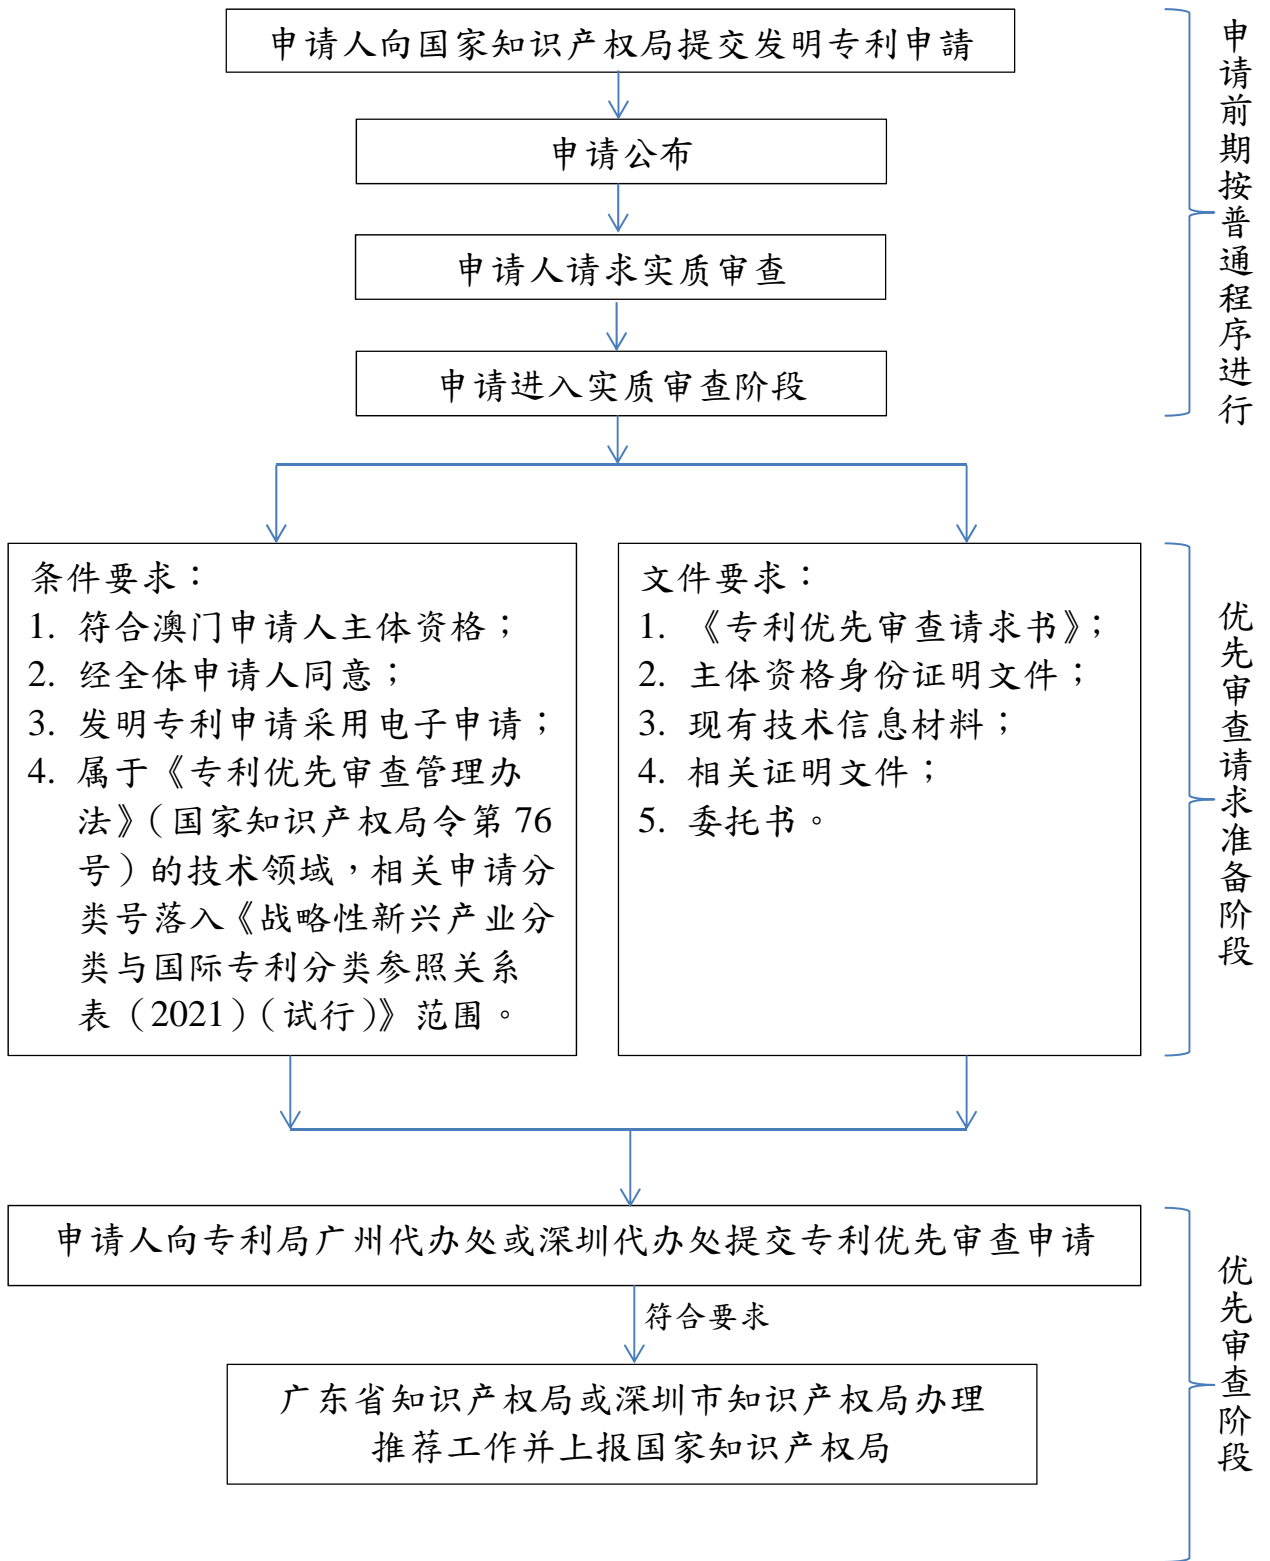 申请人向国家知识产权局提交发明专利申請
申请公布
申请人请求实质审查
申请进入实质审查阶段
申请前期按普通程序进行
条件要求：
1. 符合澳门申请人主体资格；
2. 经全体申请人同意；
3. 发明专利申请采用电子申请；
4. 属于《专利优先审查管理办
法》（国家知识产权局令第 76
号）的技术领域，相关申请分
类号落入《战略性新兴产业分
类与国际专利分类参照关系
表（2021）（试行）》范围。
文件要求：
1. 《专利优先审查请求书》；
2. 主体资格身份证明文件；
3. 现有技术信息材料；
4. 相关证明文件；
5. 委托书。
优先审查请求准备阶段
申请人向专利局广州代办处或深圳代办处提交专利优先审查申请
符合要求
广东省知识产权局或深圳市知识产权局办理
推荐工作并上报国家知识产权局
优先审查阶段